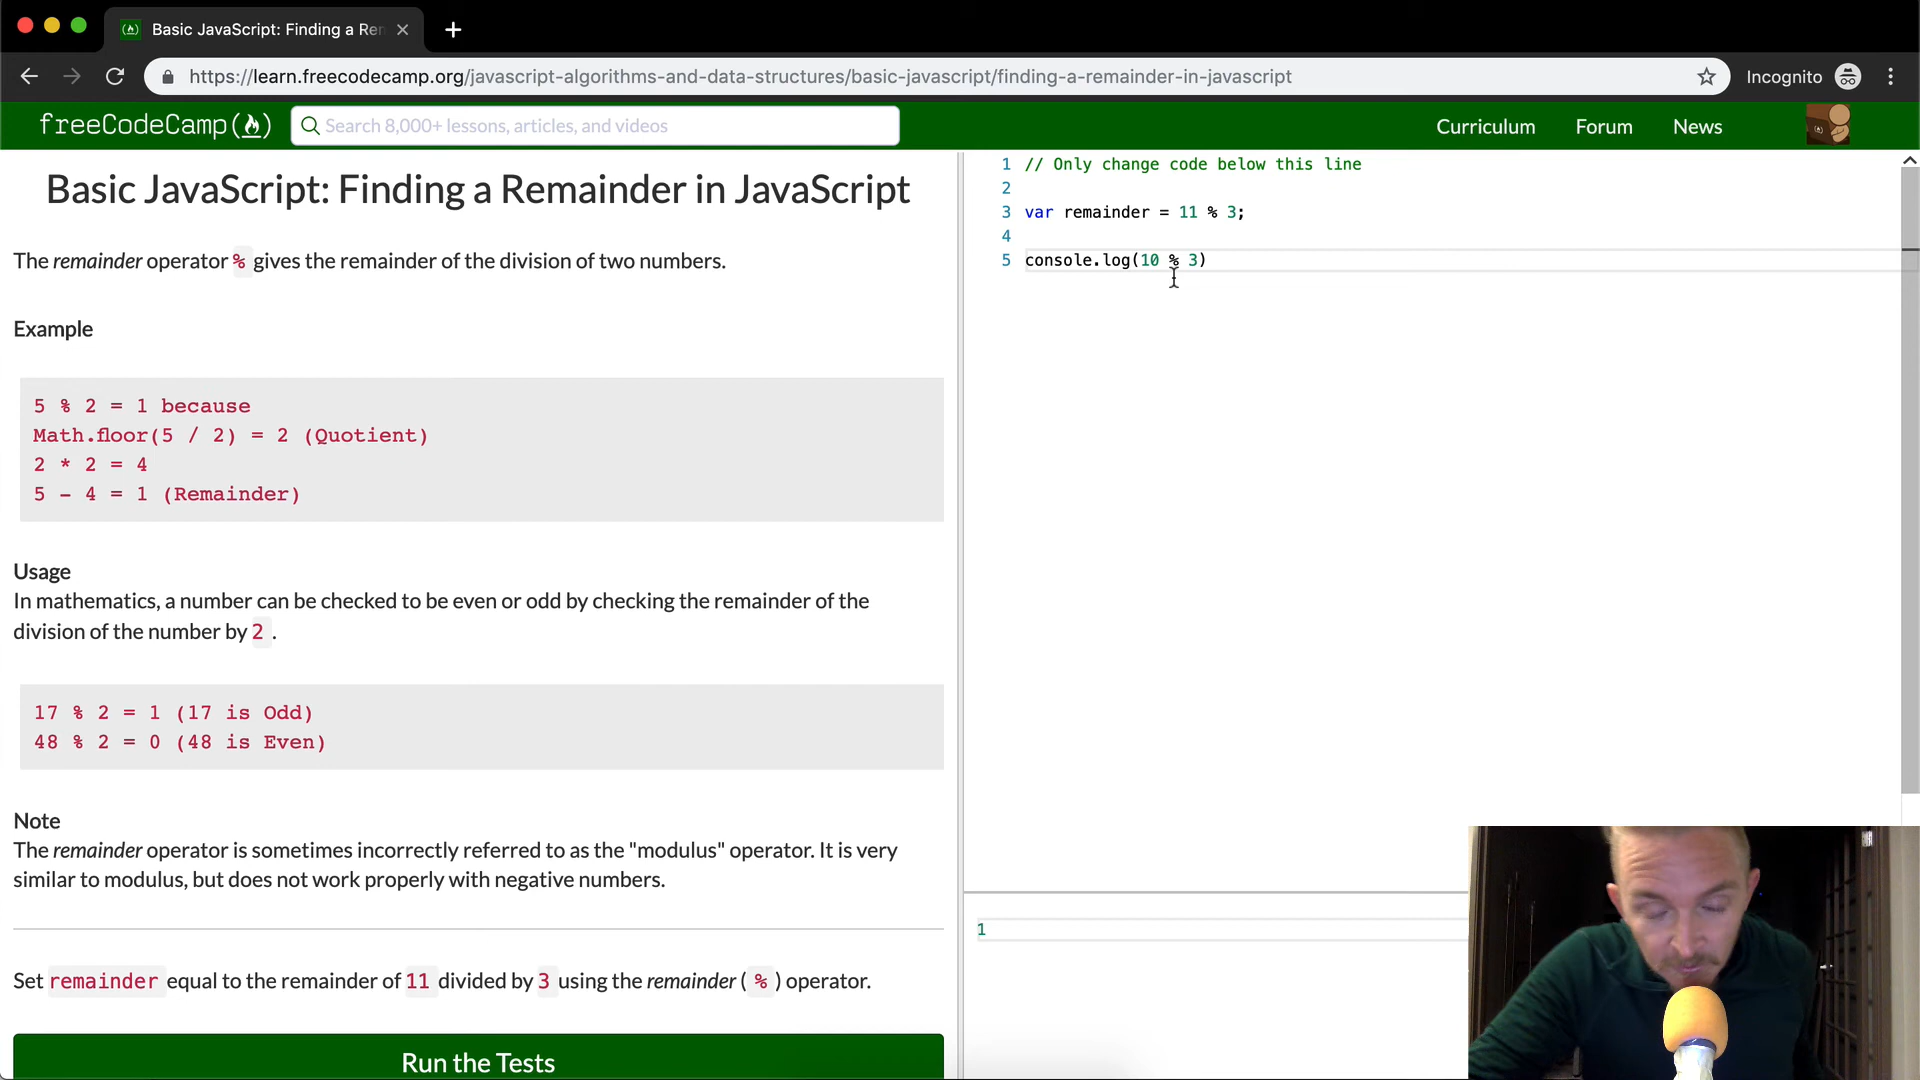 Basic JavaScript: Finding a Rem
https://learn.freecodecamp.org/javascript-algorithms-and-data-structures/basic-javascript/finding-a-remainder-in-javascript
Incognito
freeCodeCamp
Search 8,000+ lessons, articles, and videos
Curriculum
Forum
News
Basic JavaScript: Finding a Remainder in JavaScript
The remainder operator % gives the remainder of the division of two numbers.
Example
5 % 2 = 1 because
Math.floor(5 / 2) = 2 (Quotient)
2 * 2 = 4
5 - 4 = 1 (Remainder)
Usage
In mathematics, a number can be checked to be even or odd by checking the remainder of the
division of the number by 2 .
17 % 2 = 1 (17 is Odd)
48 % 2 = 0 (48 is Even)
Note
The remainder operator is sometimes incorrectly referred to as the "modulus" operator. It is very
similar to modulus, but does not work properly with negative numbers.
Set remainder equal to the remainder of 11 divided by 3 using the remainder ( % ) operator.
Run the Tests
1 // Only change code below this line
2
3 var remainder = 11 % 3;
4
5 console.log(10 % 3)
1